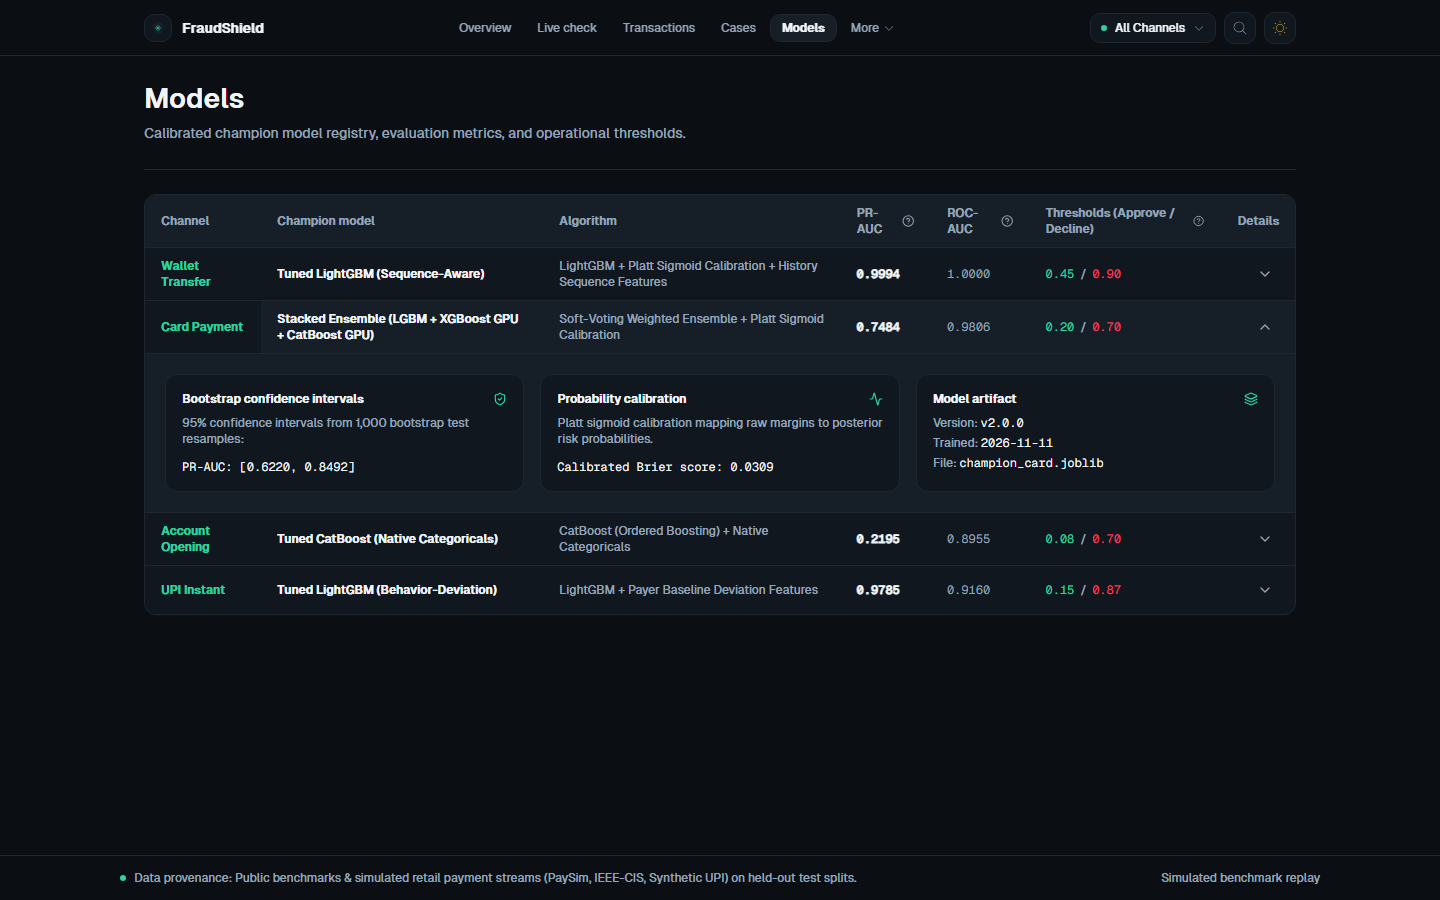 FraudShield
Overview
Live check
Transactions
Cases
Models
More
All Channels
Models
Calibrated champion model registry, evaluation metrics, and operational thresholds.
Channel
Champion model
Algorithm
PR-
AUC
ROC-
AUC
Thresholds (Approve /
Decline)
Details
Wallet
Transfer
Tuned LightGBM (Sequence-Aware)
LightGBM + Platt Sigmoid Calibration + History
Sequence Features
0.9994
1.0000
0.45 / 0.90
Card Payment
Stacked Ensemble (LGBM + XGBoost GPU
+ CatBoost GPU)
Soft-Voting Weighted Ensemble + Platt Sigmoid
Calibration
0.7484
0.9806
0.20 / 0.70
Bootstrap confidence intervals
95% confidence intervals from 1,000 bootstrap test
resamples:
PR-AUC: [0.6220, 0.8492]
Probability calibration
Platt sigmoid calibration mapping raw margins to posterior
risk probabilities.
Calibrated Brier score: 0.0309
Model artifact
Version: v2.0.0
Trained: 2026-11-11
File: champion_card.joblib
Account
Opening
Tuned CatBoost (Native Categoricals)
CatBoost (Ordered Boosting) + Native
Categoricals
0.2195
0.8955
0.08 / 0.70
UPI Instant
Tuned LightGBM (Behavior-Deviation)
LightGBM + Payer Baseline Deviation Features
0.9785
0.9160
0.15 / 0.87
Data provenance: Public benchmarks & simulated retail payment streams (PaySim, IEEE-CIS, Synthetic UPI) on held-out test splits.
Simulated benchmark replay